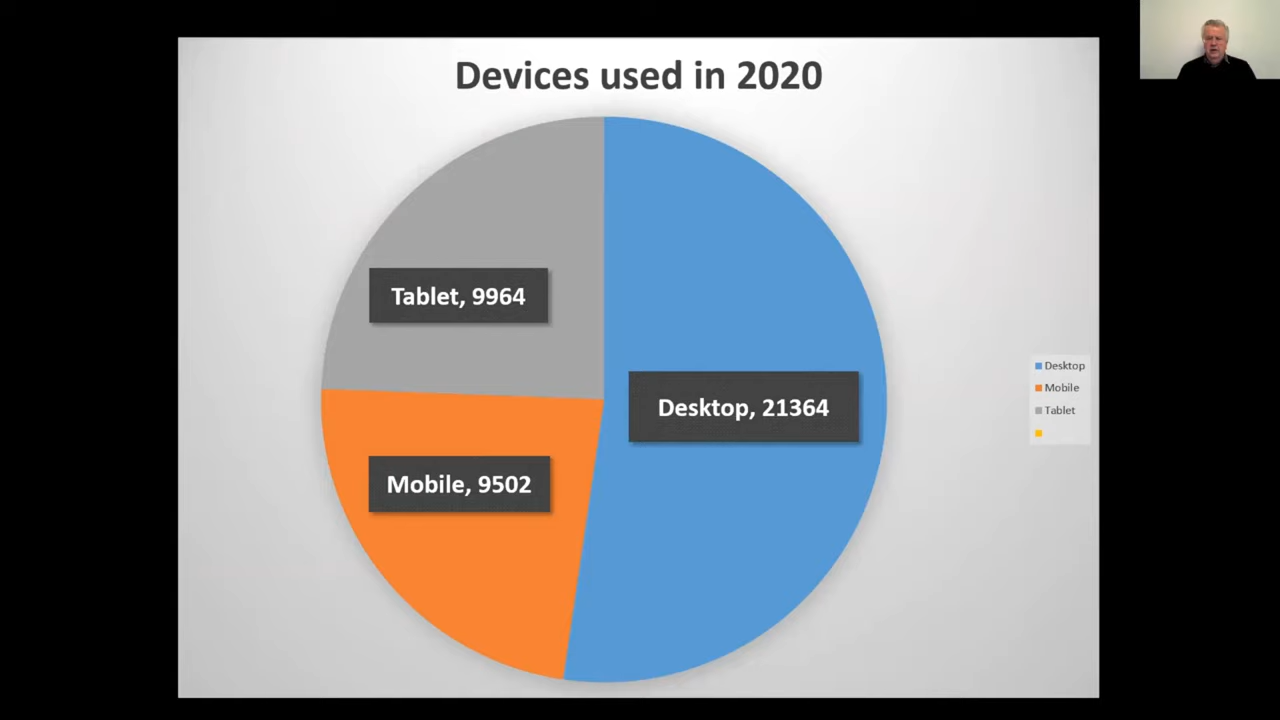 Devices used in 2020
Tablet, 9964
Desktop, 21364
Mobile, 9502
Desktop
Mobile
Tablet